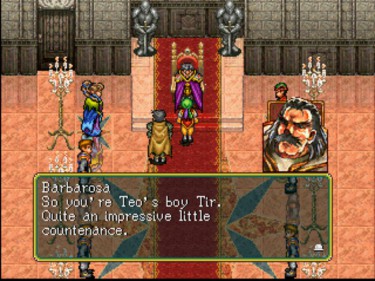 Barbarosa
So you're Teo's boy Tir.
Quite an impressive little
countenance.